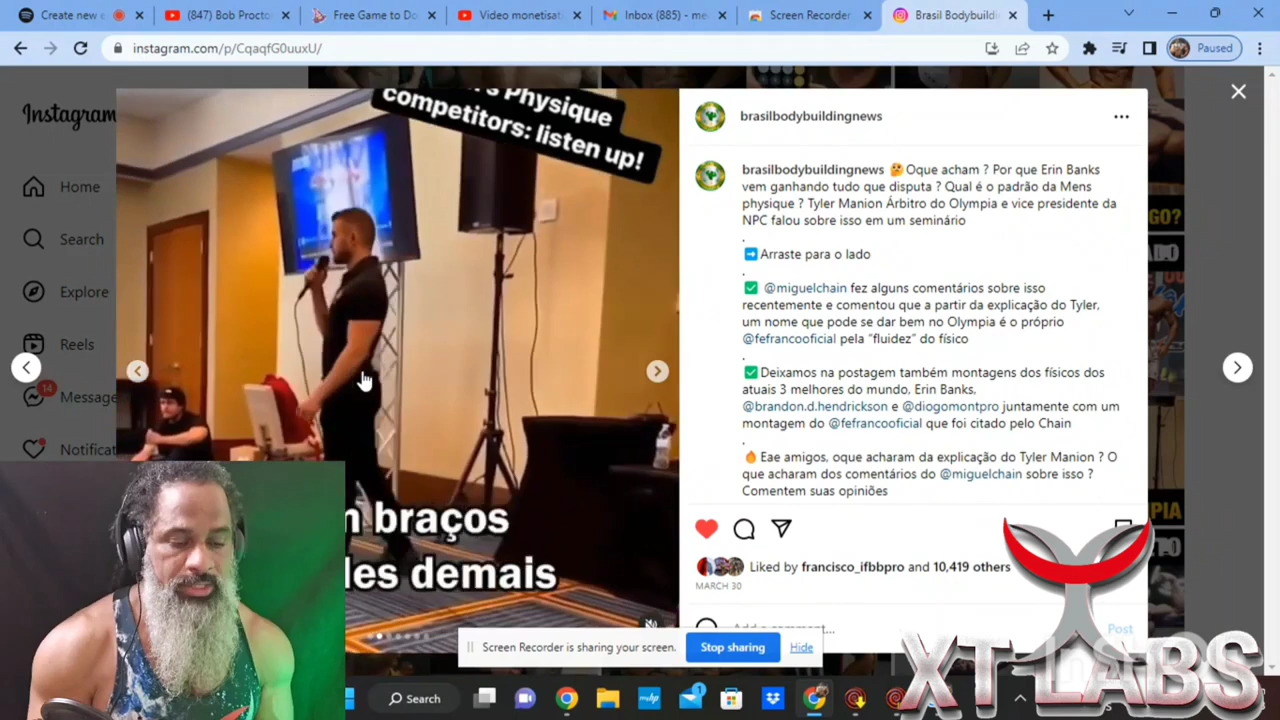 Create new e
(847) Bob Procto
Free Game to Do
Video monetisati
Inbox (885) - me
Screen Recorder
Brasil Bodybuildi
instagram.com/p/CqaqfG0uuxU/
Paused
Instagram
Home
Search
Explore
Reels
14
Message
Notificat
s Physique
competitors: listen up!
n braços
des demais
brasilbodybuildingnews
brasilbodybuildingnews 🤔Oque acham ? Por que Erin Banks
vem ganhando tudo que disputa ? Qual é o padrão da Mens
physique ? Tyler Manion Árbitro do Olympia e vice presidente da
NPC falou sobre isso em um seminário
.
➡️Arraste para o lado
.
✅ @miguelchain fez alguns comentários sobre isso
recentemente e comentou que a partir da explicação do Tyler,
um nome que pode se dar bem no Olympia é o próprio
@fefrancooficial pela "fluidez" do físico
.
✅Deixamos na postagem também montagens dos físicos dos
atuais 3 melhores do mundo, Erin Banks,
@brandon.d.hendrickson e @diogomontpro juntamente com um
montagem do @fefrancooficial que foi citado pelo Chain
.
🔥Eae amigos, oque acharam da explicação do Tyler Manion ? O
que acharam dos comentários do @miguelchain sobre isso ?
Comentem suas opiniões
Liked by francisco_ifbbpro and 10,419 others
MARCH 30
Add a comment...
Post
GO?
ADO
PIA
TO
Screen Recorder is sharing your screen.
Stop sharing
Hide
Search
1
XT LABS